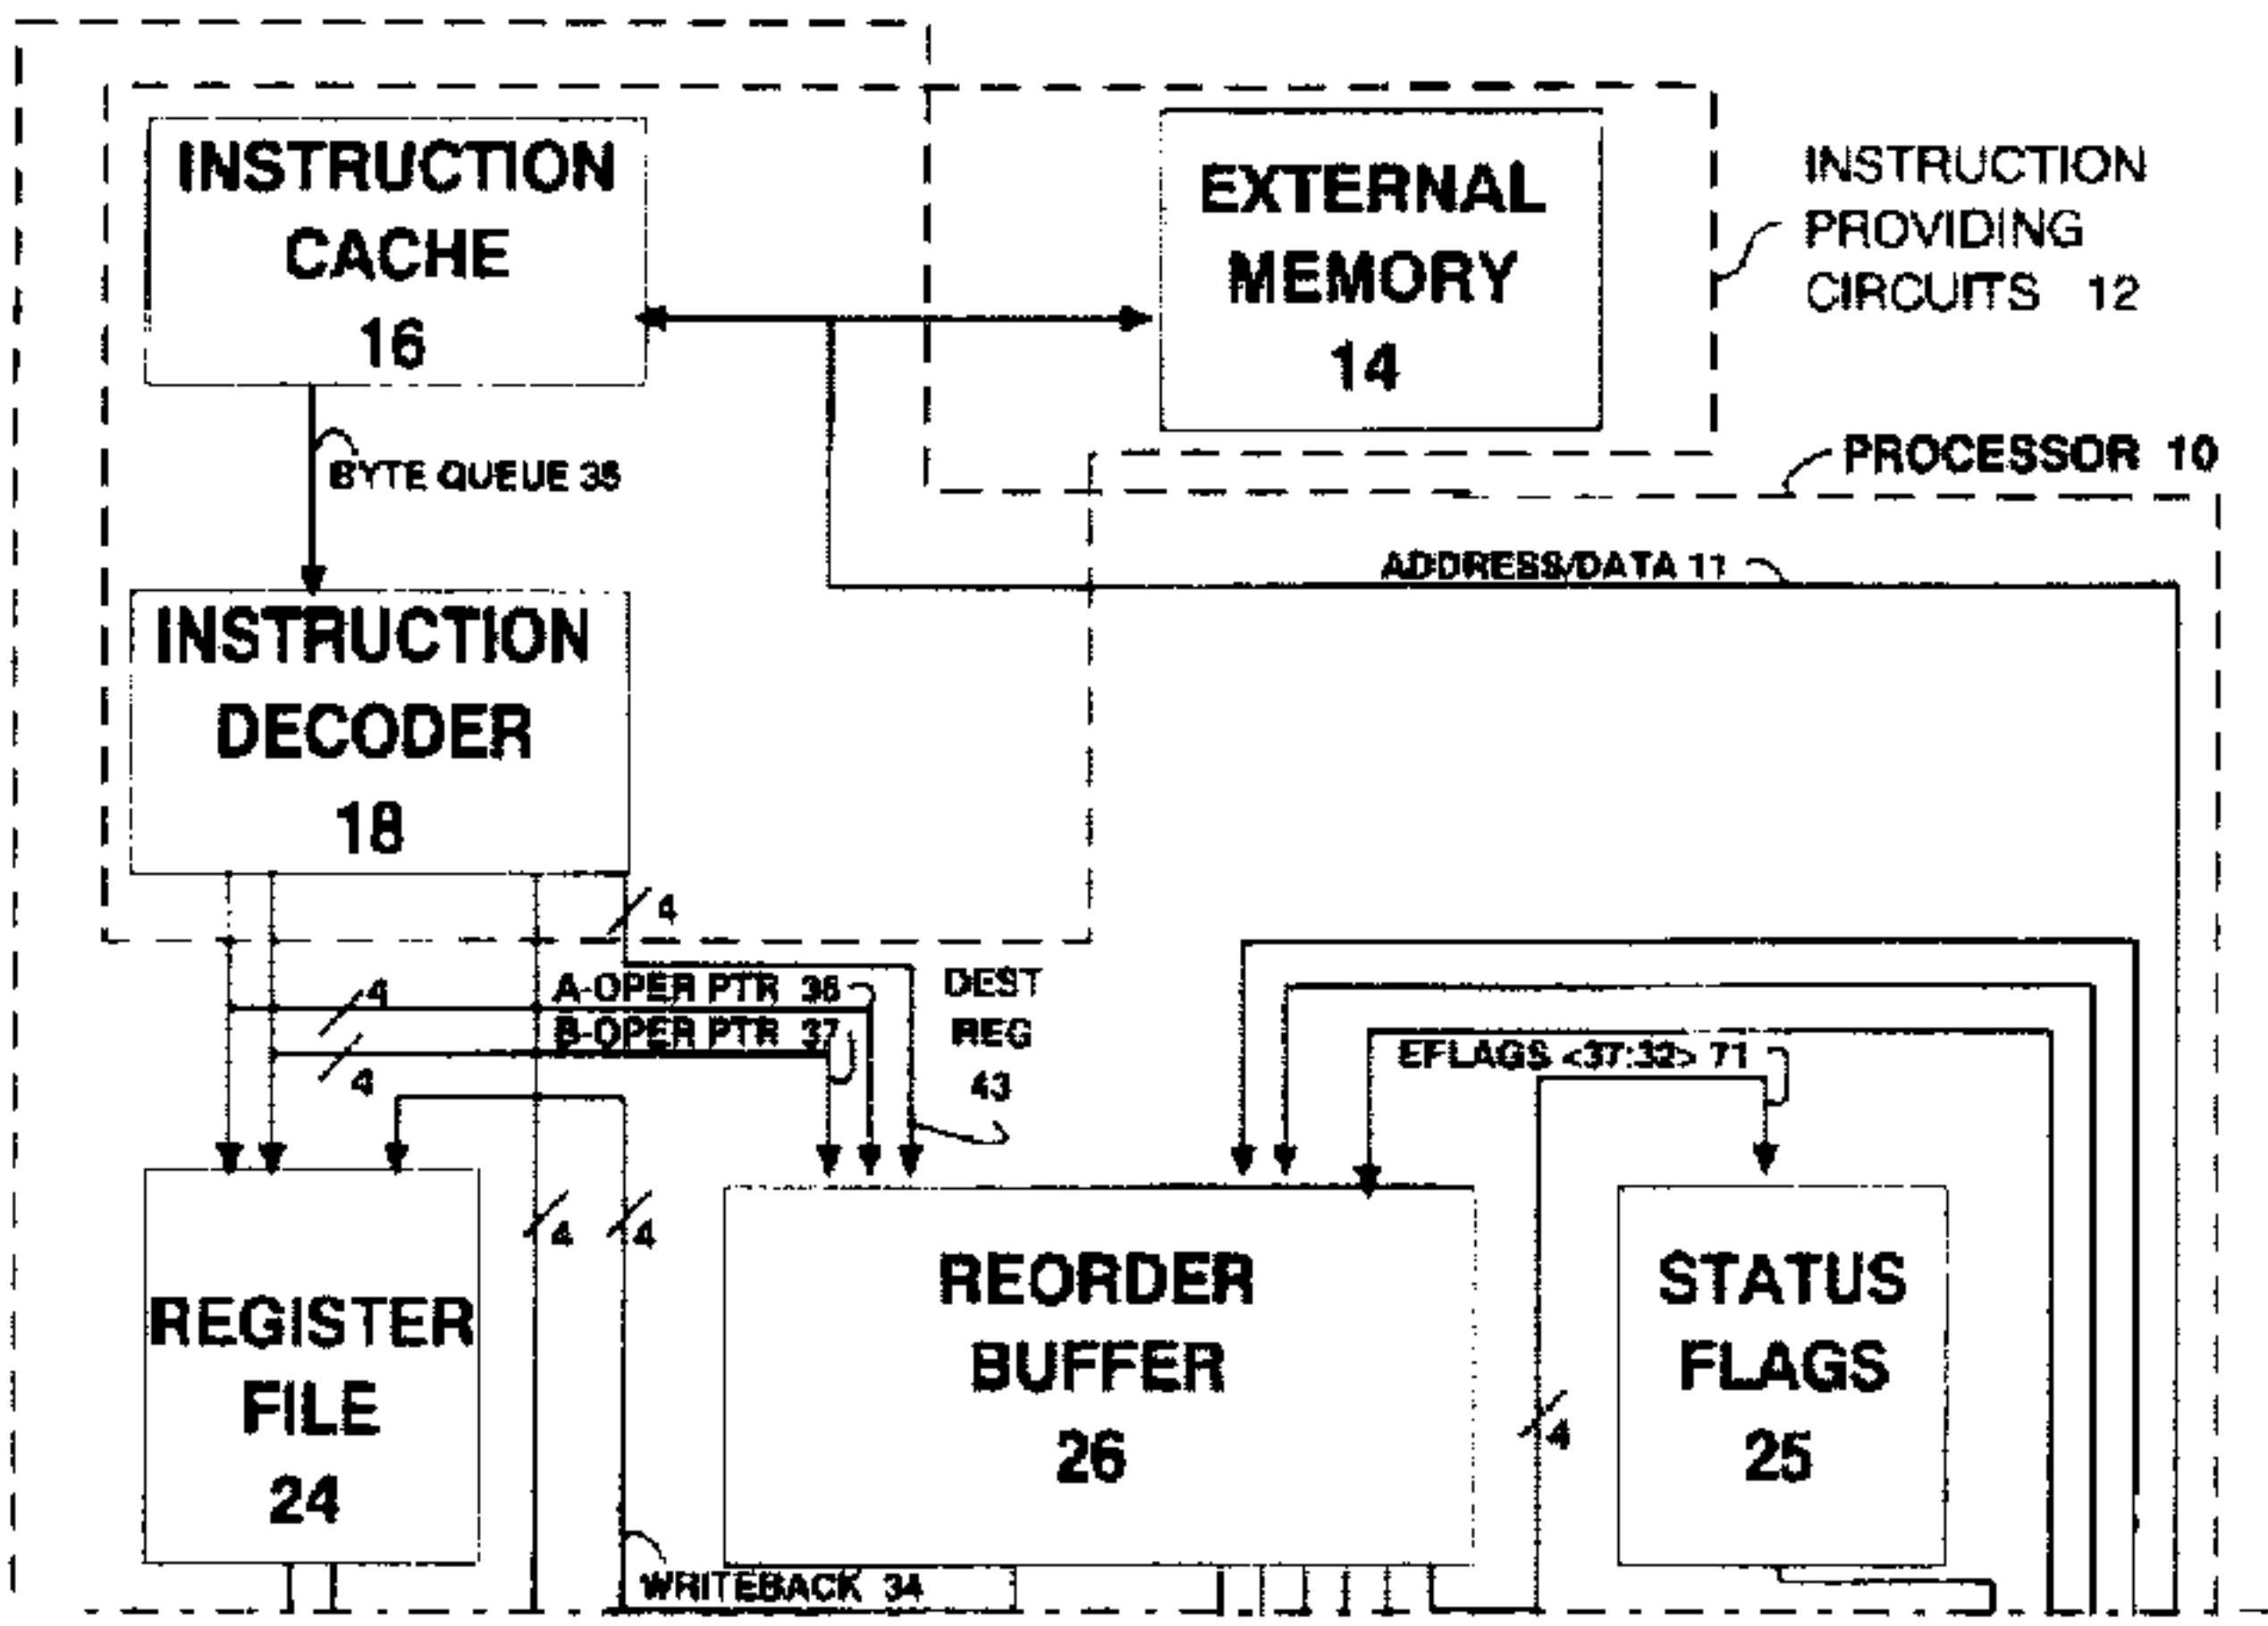 INSTRUCTION
CACHE
16
EXTERNAL
MEMORY
14
INSTRUCTION
PROVIDING
CIRCUITS 12
BYTE QUEUE 35
PROCESSOR 10
ADDRESS/DATA 11
INSTRUCTION
DECODER
18
4
4
A-OPER PTR 36
DEST
REG
43
B-OPER PTR 37
4
EFLAGS <37:32> 71
4
4
REGISTER
FILE
24
REORDER
BUFFER
26
4
STATUS
FLAGS
25
WRITEBACK 34